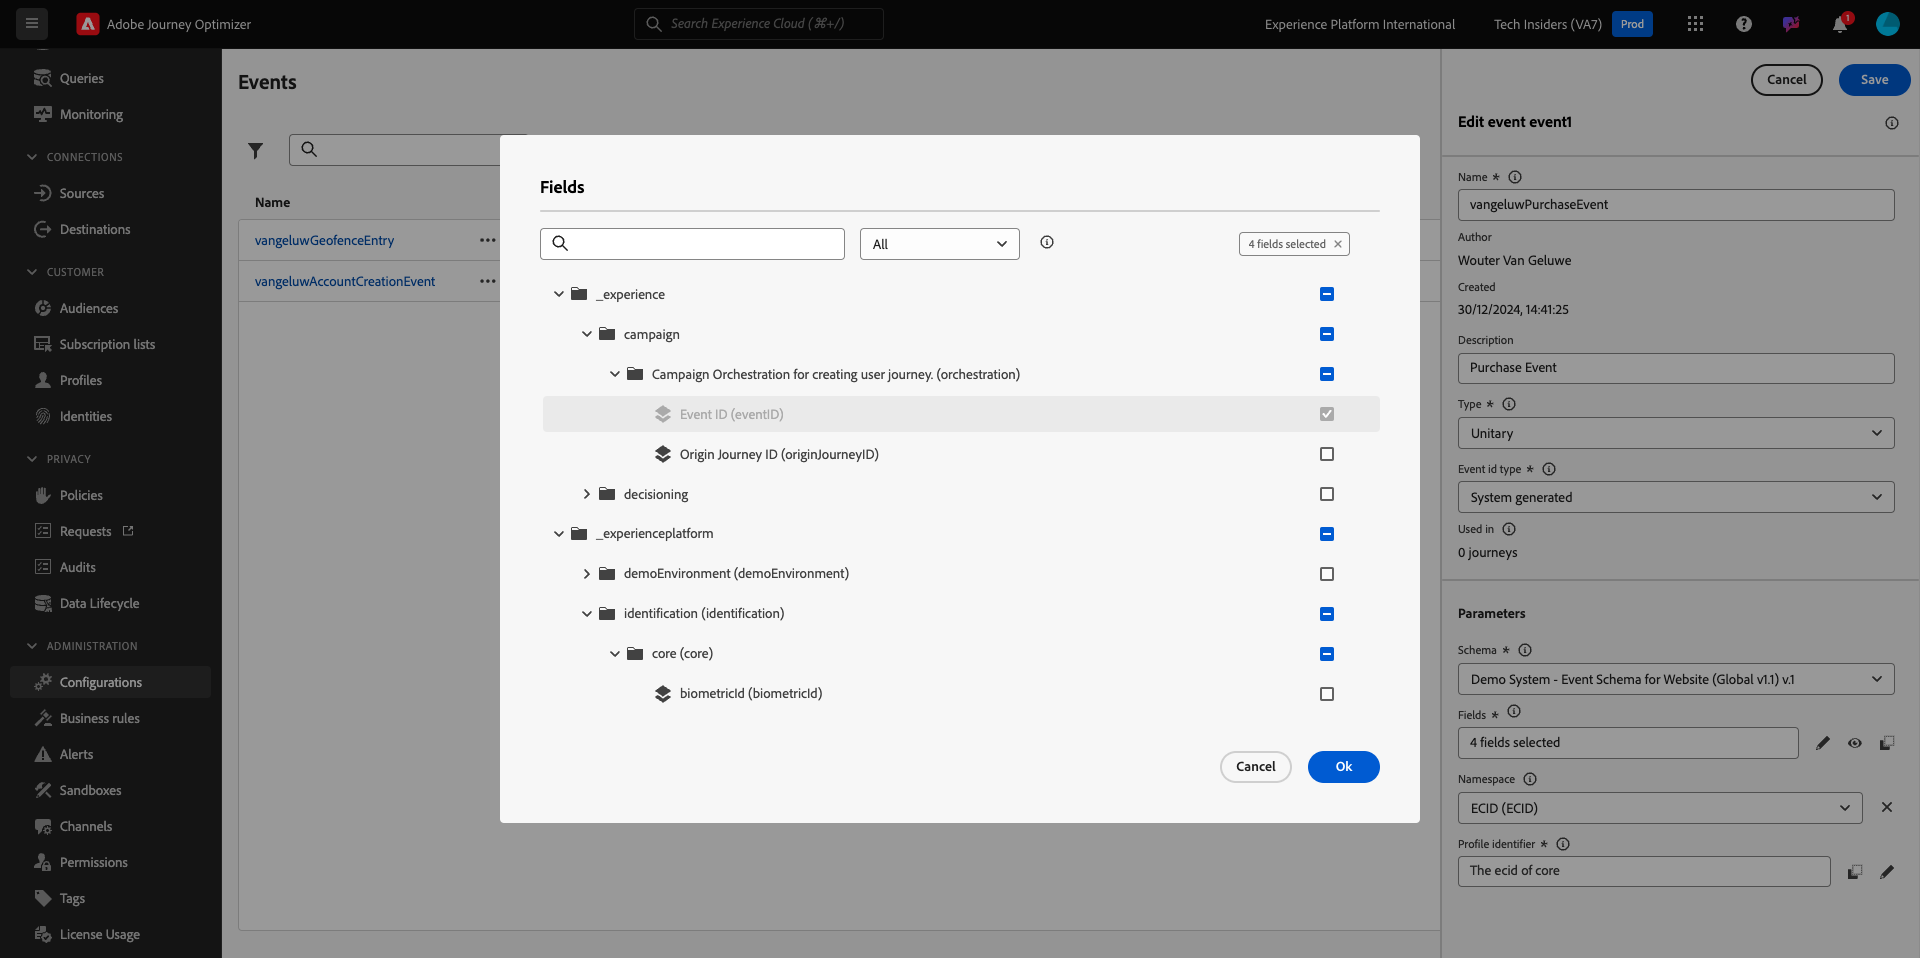 Adobe Journey Optimizer
Search Experience Cloud (⌘+/)
Experience Platform International
Tech Insiders (VA7)
Prod
1
Queries
Monitoring
CONNECTIONS
Sources
Destinations
CUSTOMER
Audiences
Subscription lists
Profiles
Identities
PRIVACY
Policies
Requests
Audits
Data Lifecycle
ADMINISTRATION
Configurations
Business rules
Alerts
Sandboxes
Channels
Permissions
Tags
License Usage
Events
Name
vangeluwGeofenceEntry
vangeluwAccountCreationEvent
Fields
All
4 fields selected
_experience
campaign
Campaign Orchestration for creating user journey. (orchestration)
Event ID (eventID)
Origin Journey ID (originJourneyID)
decisioning
_experienceplatform
demoEnvironment (demoEnvironment)
identification (identification)
core (core)
biometricId (biometricId)
Cancel
Ok
Cancel
Save
Edit event event1
Name *
vangeluwPurchaseEvent
Author
Wouter Van Geluwe
Created
30/12/2024, 14:41:25
Description
Purchase Event
Type *
Unitary
Event id type *
System generated
Used in
0 journeys
Parameters
Schema *
Demo System - Event Schema for Website (Global v1.1) v.1
Fields *
4 fields selected
Namespace
ECID (ECID)
Profile identifier *
The ecid of core